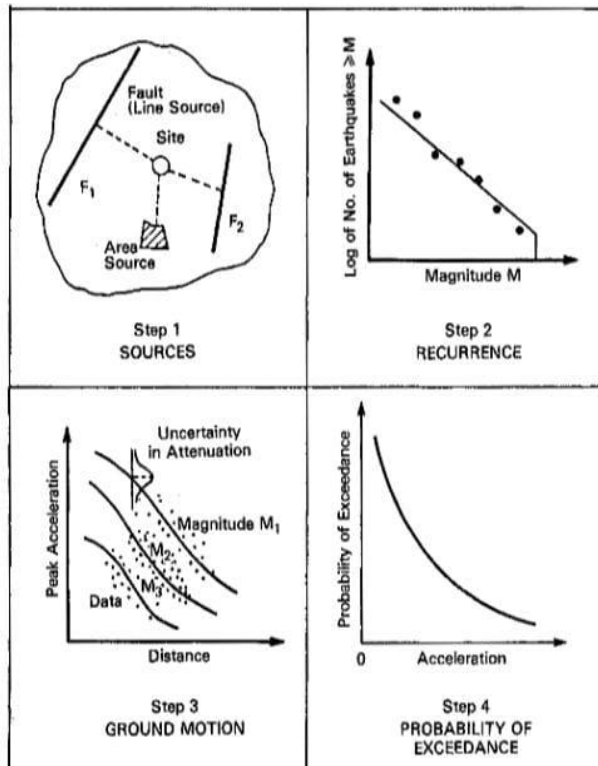 Fault
(Line Source)
Site
F1
F2
Area
Source
Step 1
SOURCES
Log of No. of Earthquakes ⩾ M
Magnitude M
Step 2
RECURRENCE
Uncertainty
in Attenuation
Magnitude M1
M2
M3
Data
Peak Acceleration
Distance
Step 3
GROUND MOTION
Probability of Exceedance
0
Acceleration
Step 4
PROBABILITY OF
EXCEEDANCE